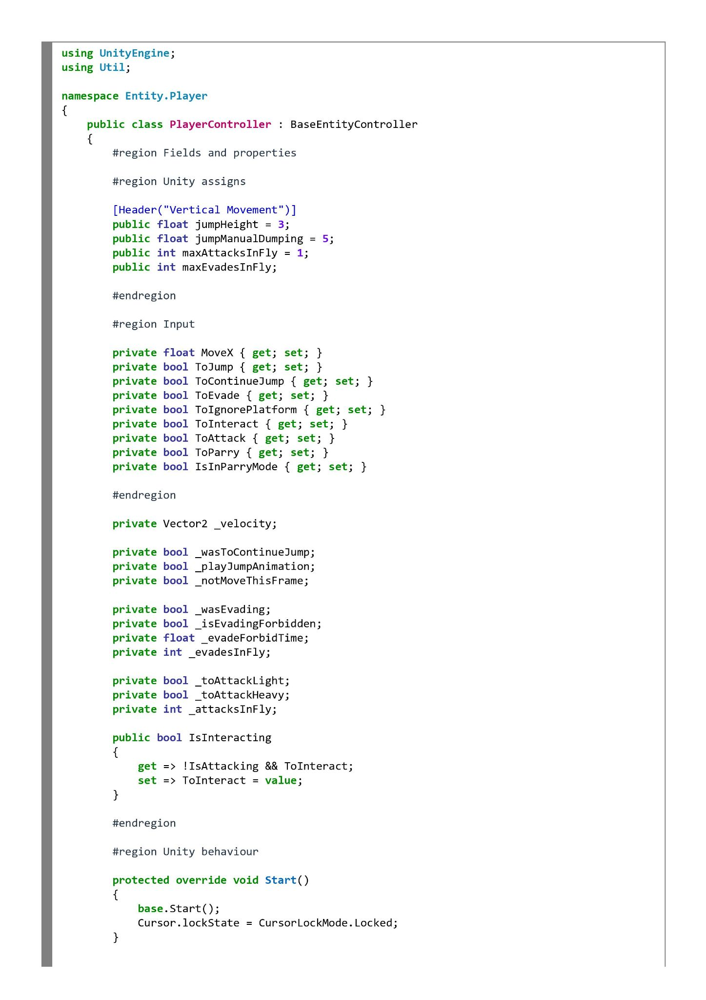 using UnityEngine;
using Util;

namespace Entity.Player
{
    public class PlayerController : BaseEntityController
    {
        #region Fields and properties

        #region Unity assigns

        [Header("Vertical Movement")]
        public float jumpHeight = 3;
        public float jumpManualDumping = 5;
        public int maxAttacksInFly = 1;
        public int maxEvadesInFly;

        #endregion

        #region Input

        private float MoveX { get; set; }
        private bool ToJump { get; set; }
        private bool ToContinueJump { get; set; }
        private bool ToEvade { get; set; }
        private bool ToIgnorePlatform { get; set; }
        private bool ToInteract { get; set; }
        private bool ToAttack { get; set; }
        private bool ToParry { get; set; }
        private bool IsInParryMode { get; set; }

        #endregion

        private Vector2 _velocity;

        private bool _wasToContinueJump;
        private bool _playJumpAnimation;
        private bool _notMoveThisFrame;

        private bool _wasEvading;
        private bool _isEvadingForbidden;
        private float _evadeForbidTime;
        private int _evadesInFly;

        private bool _toAttackLight;
        private bool _toAttackHeavy;
        private int _attacksInFly;

        public bool IsInteracting
        {
            get => !IsAttacking && ToInteract;
            set => ToInteract = value;
        }

        #endregion

        #region Unity behaviour

        protected override void Start()
        {
            base.Start();
            Cursor.lockState = CursorLockMode.Locked;
        }